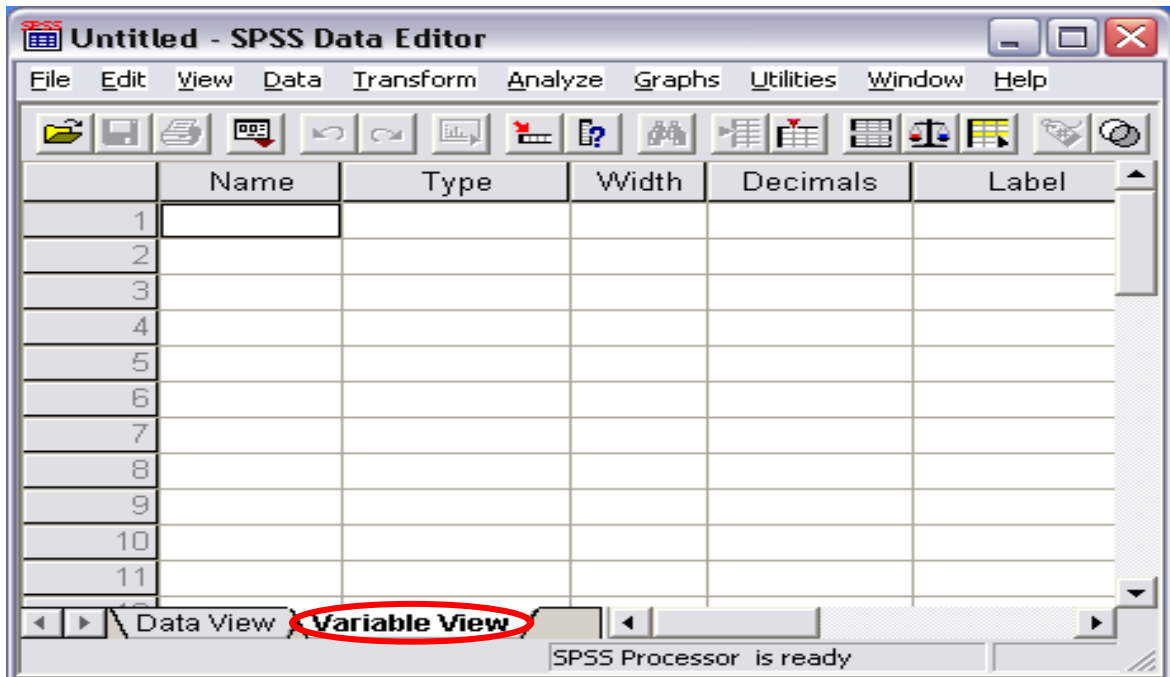 SPSS
Untitled - SPSS Data Editor
File Edit View Data Transform Analyze Graphs Utilities Window Help
Name Type Width Decimals Label
1
2
3
4
5
6
7
8
9
10
11
Data View Variable View
SPSS Processor is ready